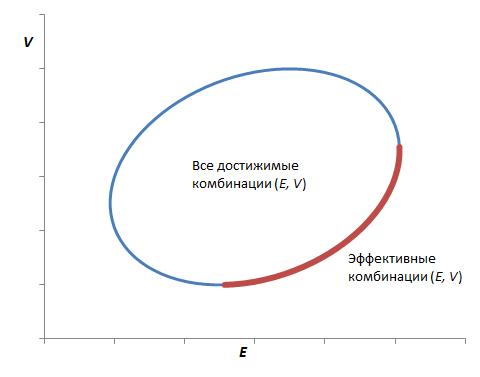 V
Все достижимые
комбинации (E, V)
Эффективные
комбинации (E, V)
E